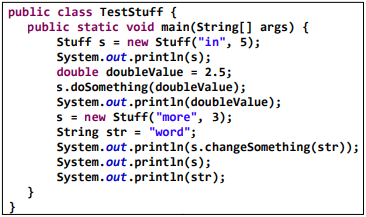 public class TestStuff {
public static void main(String[] args) {
Stuff s = new Stuff("in", 5);
System.out.println(s);
double doubleValue = 2.5;
s.doSomething(doubleValue);
System.out.println(doubleValue);
s = new Stuff("more", 3);
String str = "word";
System.out.println(s.changeSomething(str));
System.out.println(s);
System.out.println(str);
}
}